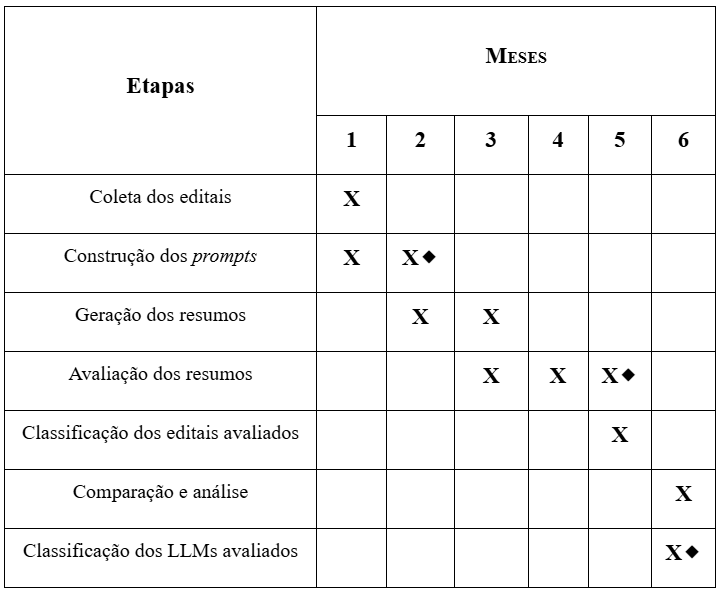 Etapas
MESES
1 2 3 4 5 6
Coleta dos editais X
Construção dos prompts X X◆
Geração dos resumos X X
Avaliação dos resumos X X X◆
Classificação dos editais avaliados X
Comparação e análise X
Classificação dos LLMs avaliados X◆